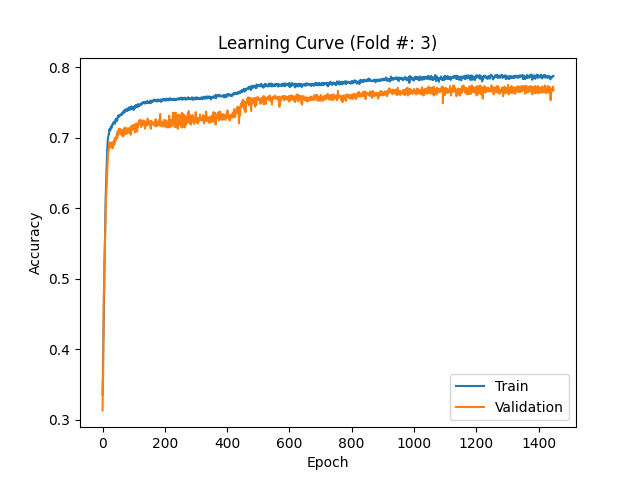 Learning Curve (Fold #: 3)
0.8
0.7
0.6
0.5
0.4
0.3
Accuracy
0 200 400 600 800 1000 1200 1400
Epoch
Train
Validation